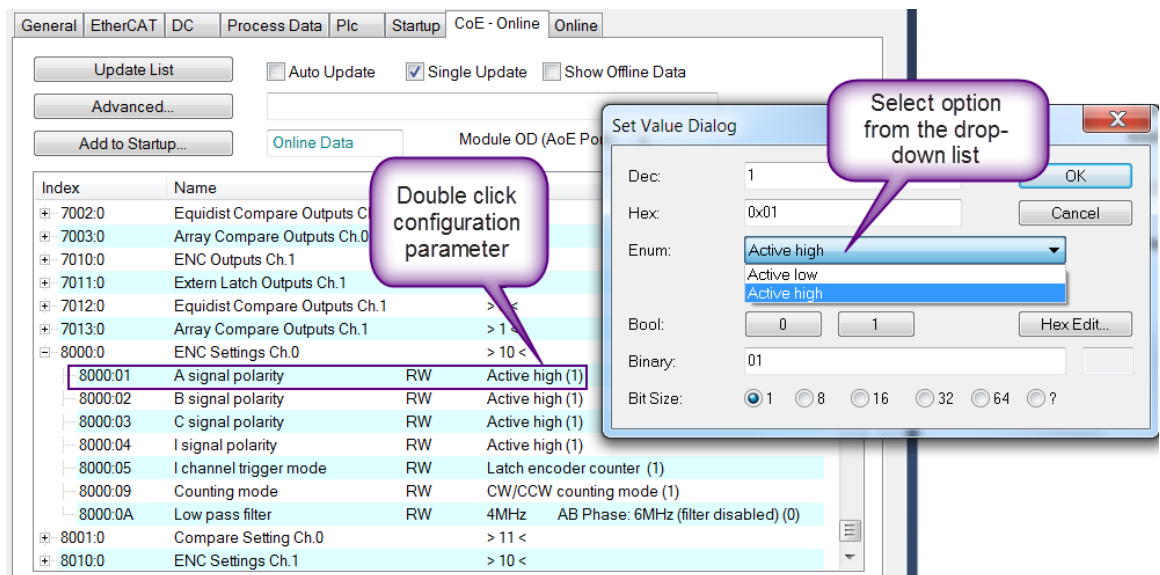 General EtherCAT DC Process Data Plc Startup CoE - Online Online
Update List Auto Update Single Update Show Offline Data
Advanced...
Add to Startup... Online Data Module OD (AoE Po
Index Name
7002:0 Equidist Compare Outputs C
7003:0 Array Compare Outputs Ch.0
7010:0 ENC Outputs Ch.1
7011:0 Extern Latch Outputs Ch.1
7012:0 Equidist Compare Outputs Ch.1
7013:0 Array Compare Outputs Ch.1 > 1 <
8000:0 ENC Settings Ch.0 > 10 <
8000:01 A signal polarity RW Active high (1)
8000:02 B signal polarity RW Active high (1)
8000:03 C signal polarity RW Active high (1)
8000:04 I signal polarity RW Active high (1)
8000:05 I channel trigger mode RW Latch encoder counter (1)
8000:09 Counting mode RW CW/CCW counting mode (1)
8000:0A Low pass filter RW 4MHz AB Phase: 6MHz (filter disabled) (0)
8001:0 Compare Setting Ch.0 > 11 <
8010:0 ENC Settings Ch.1 > 10 <
Double click
configuration
parameter
Select option
from the drop-
down list
Set Value Dialog X
Dec: 1 OK
Hex: 0x01 Cancel
Enum: Active high
Active low
Active high
Bool: 0 1 Hex Edit...
Binary: 01
Bit Size: 1 8 16 32 64 ?